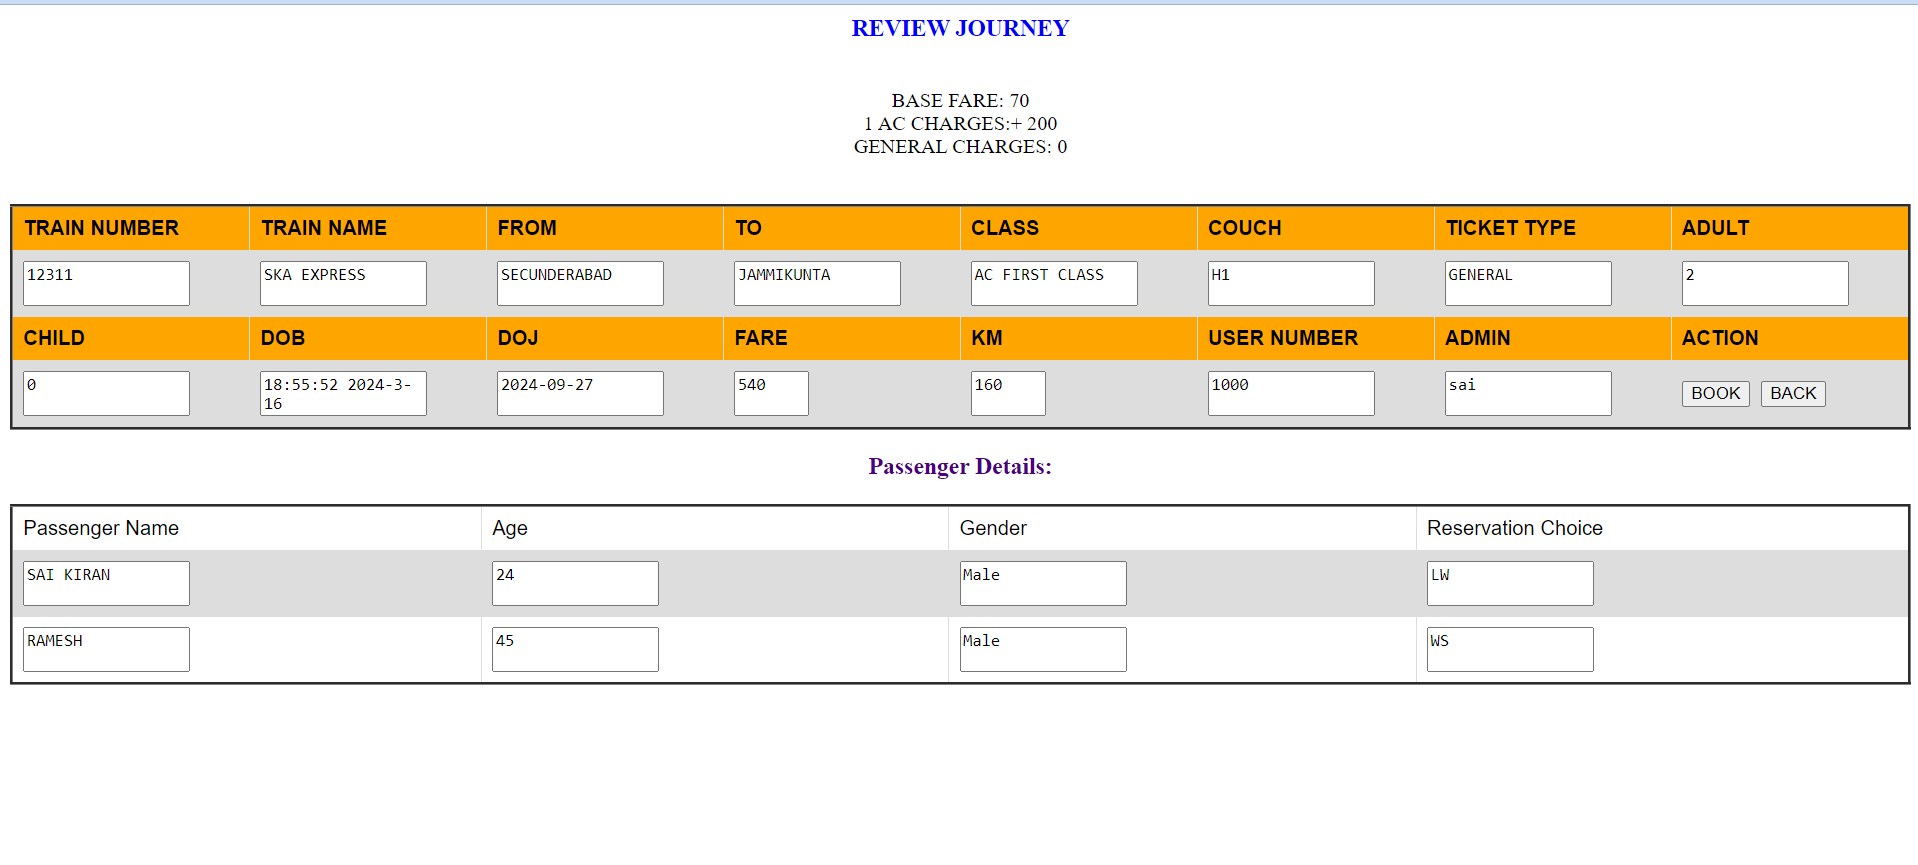 REVIEW JOURNEY
BASE FARE: 70
1 AC CHARGES:+ 200
GENERAL CHARGES: 0
TRAIN NUMBER TRAIN NAME FROM TO CLASS COUCH TICKET TYPE ADULT
12311 SKA EXPRESS SECUNDERABAD JAMMIKUNTA AC FIRST CLASS H1 GENERAL 2
CHILD DOB DOJ FARE KM USER NUMBER ADMIN ACTION
0 18:55:52 2024-3-
16 2024-09-27 540 160 1000 sai BOOK BACK
Passenger Details:
Passenger Name Age Gender Reservation Choice
SAI KIRAN 24 Male LW
RAMESH 45 Male WS